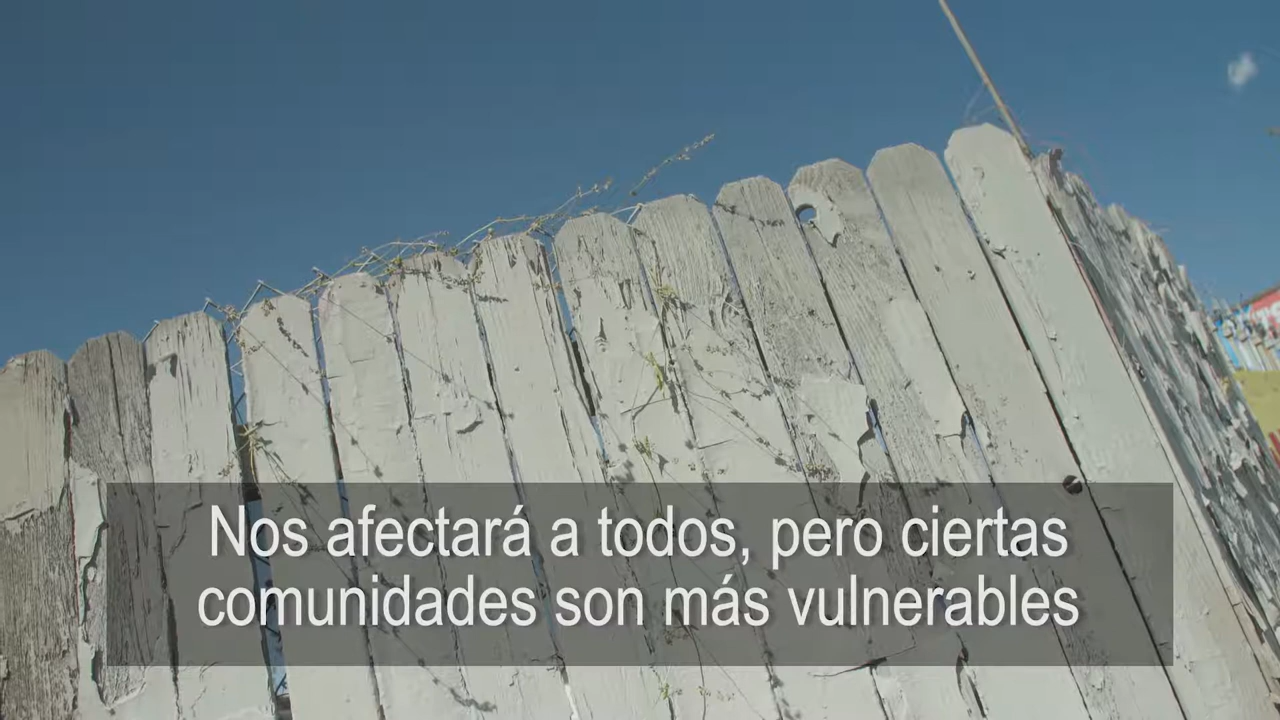 Nos afectará a todos, pero ciertas
comunidades son más vulnerables